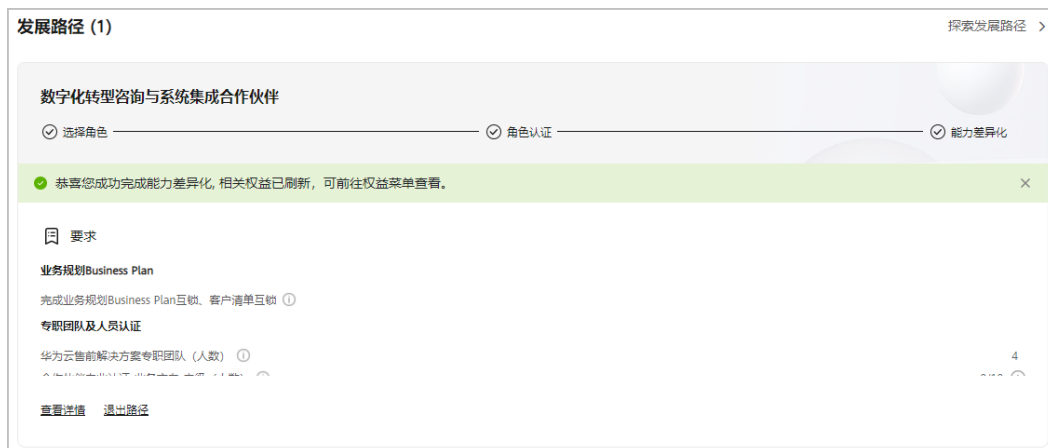 发展路径 (1)
探索发展路径
数字化转型咨询与系统集成合作伙伴
选择角色
角色认证
能力差异化
恭喜您成功完成能力差异化, 相关权益已刷新，可前往权益菜单查看。
要求
业务规划Business Plan
完成业务规划Business Plan互锁、客户清单互锁
专职团队及人员认证
华为云售前解决方案专职团队（人数）
4
查看详情 退出路径